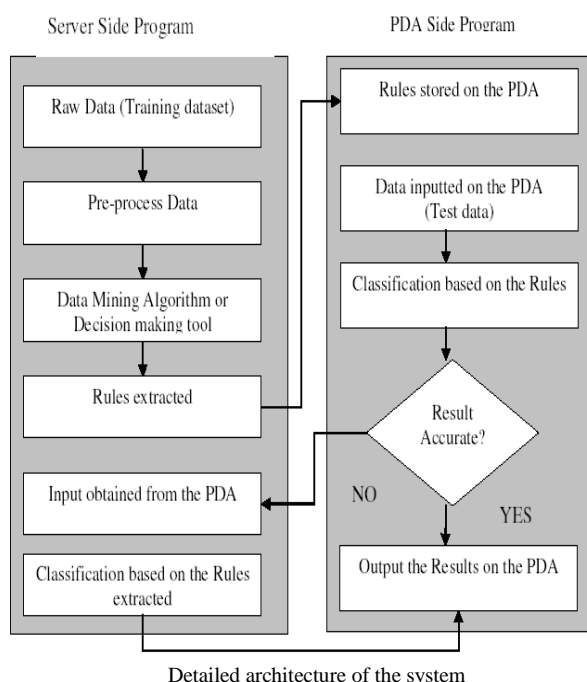 Server Side Program
Raw Data (Training dataset)
Pre-process Data
Data Mining Algorithm or
Decision making tool
Rules extracted
Input obtained from the PDA
Classification based on the Rules
extracted
PDA Side Program
Rules stored on the PDA
Data inputted on the PDA
(Test data)
Classification based on the Rules
Result
Accurate?
NO
YES
Output the Results on the PDA
Detailed architecture of the system